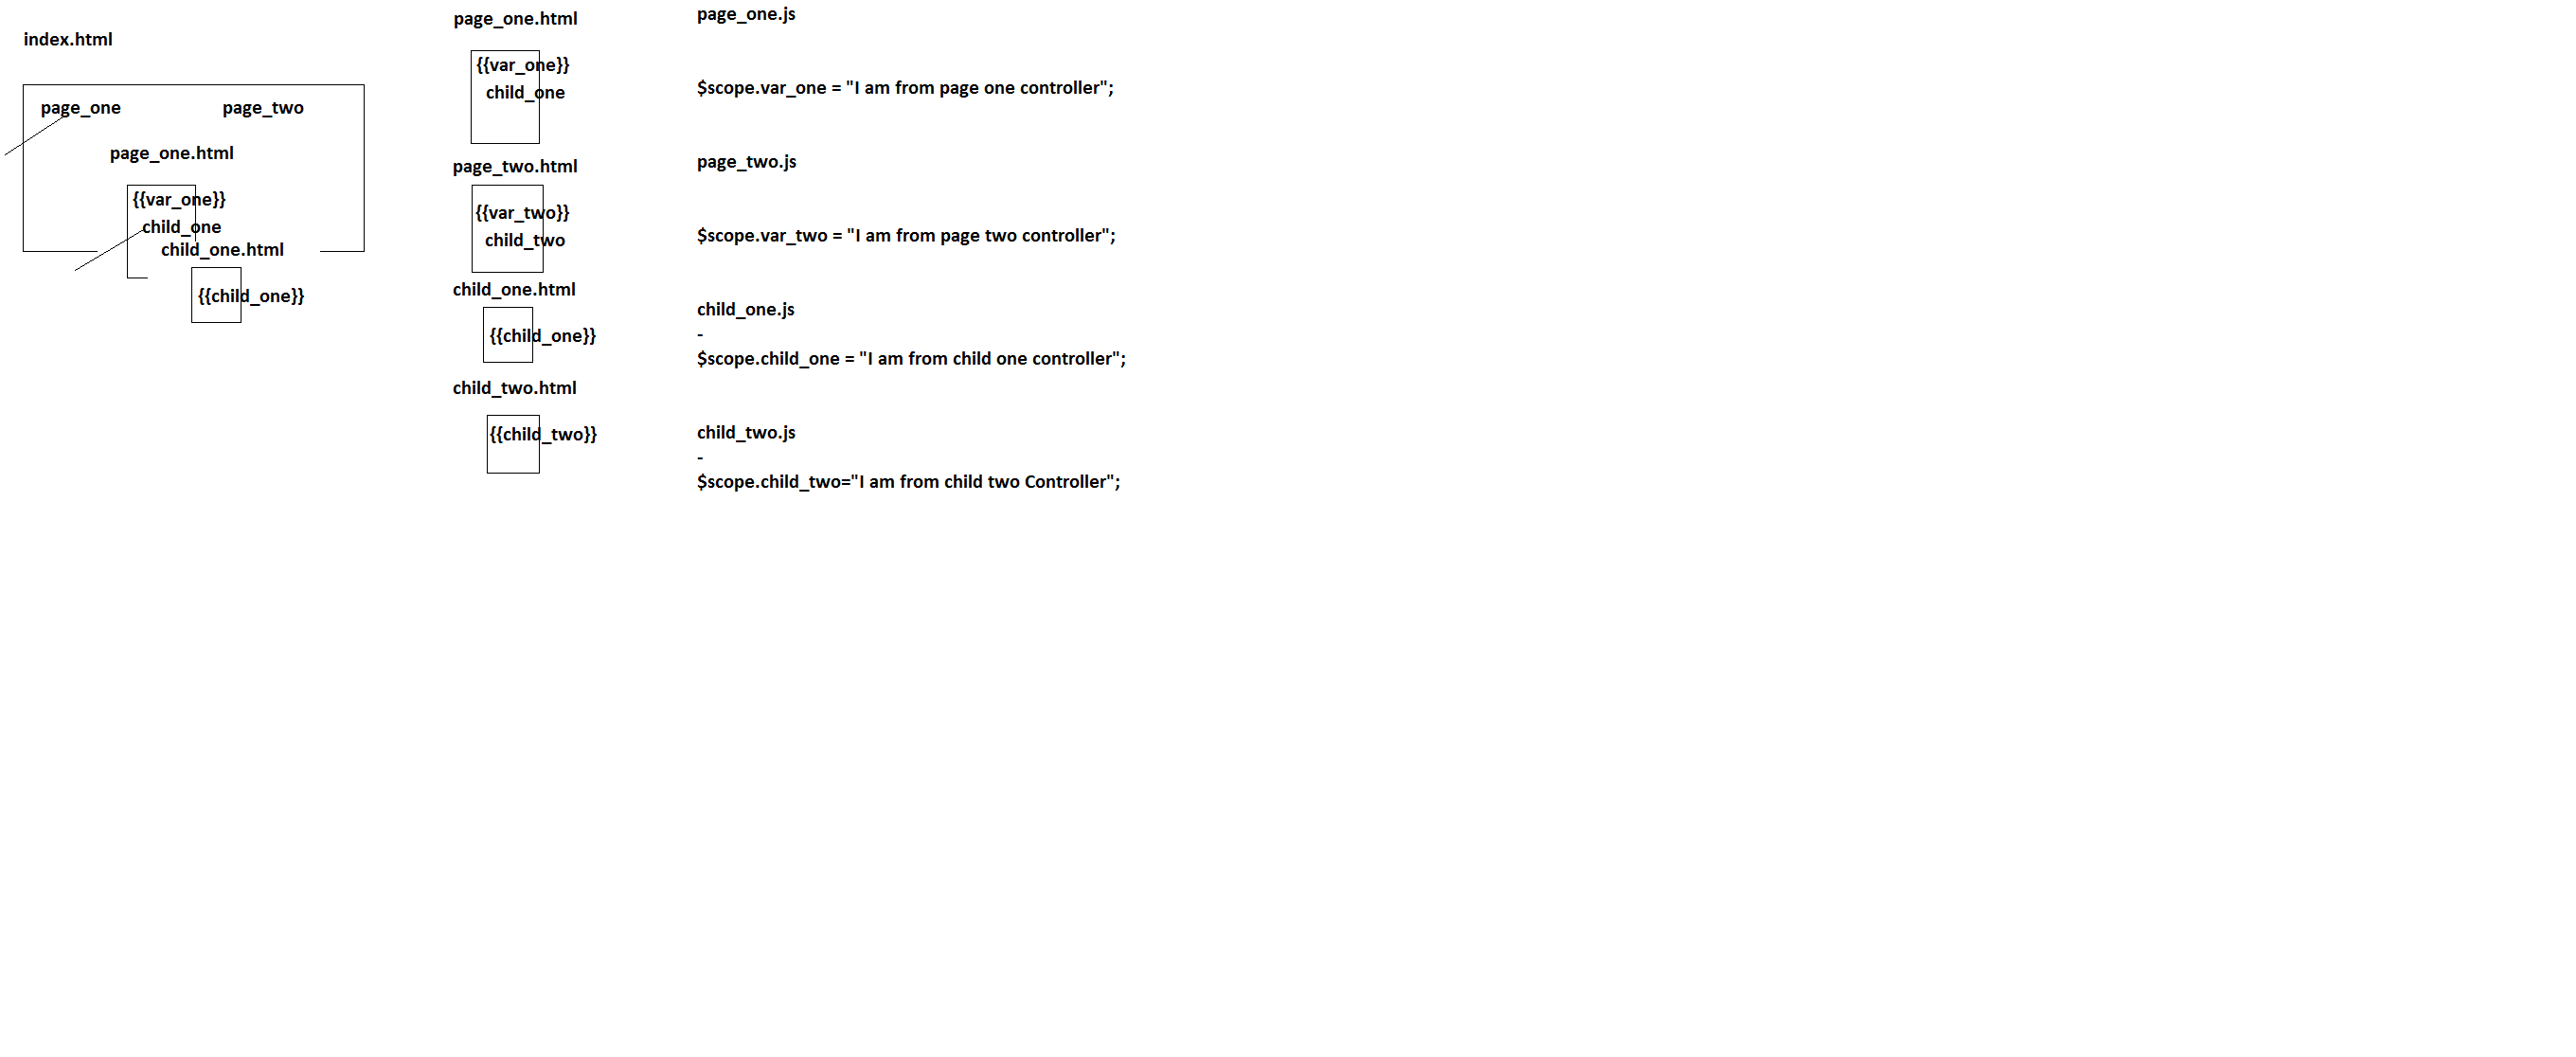 index.html
page_one
page_two
page_one.html
{{var_one}}
child_one
child_one.html
{{child_one}}
page_one.html
{{var_one}}
child_one
page_two.html
{{var_two}}
child_two
child_one.html
{{child_one}}
child_two.html
{{child_two}}
page_one.js
$scope.var_one = "I am from page one controller";
page_two.js
$scope.var_two = "I am from page two controller";
child_one.js
-
$scope.child_one = "I am from child one controller";
child_two.js
-
$scope.child_two="I am from child two Controller";